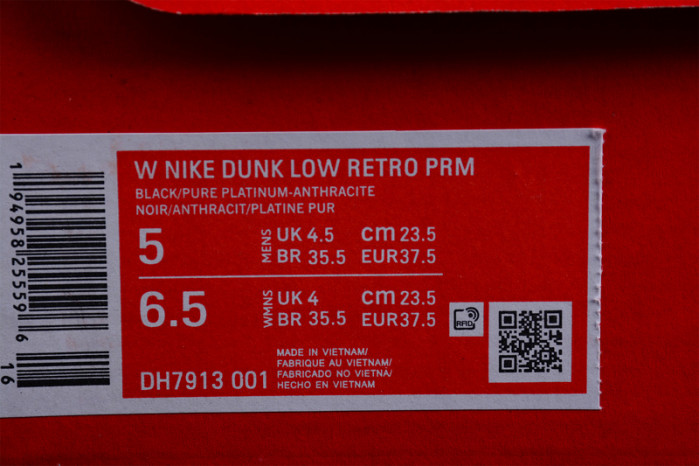 W NIKE DUNK LOW RETRO PRM
BLACK/PURE PLATINUM-ANTHRACITE
NOIR/ANTHRACIT/PLATINE PUR
5 MENS UK 4.5 cm 23.5
BR 35.5 EUR 37.5
6.5 WMNS UK 4 cm 23.5
BR 35.5 EUR 37.5
RFID
DH7913 001
MADE IN VIETNAM/
FABRIQUE AU VIETNAM/
FABRICADO NO VIETNÃ/
HECHO EN VIETNAM
1 94958 25559 6
16